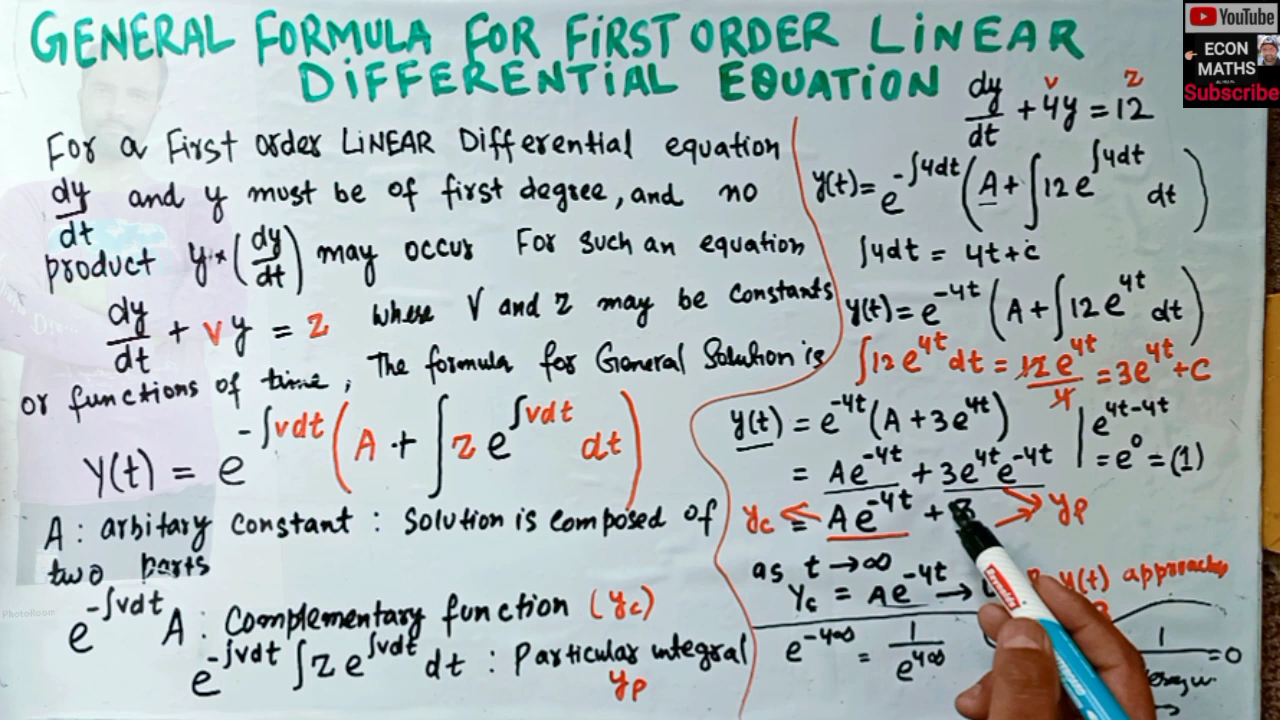 GENERAL FORMULA FOR FIRST ORDER LINEAR
DIFFERENTIAL EQUATION
For a First order LINEAR Differential equation
dy/dt and y must be of first degree, and no
product y*(dy/dt) may occur For such an equation
dy/dt + vy = z where V and Z may be constants
or functions of time, The formula for General Solution is
Y(t) = e^-∫vdt (A + ∫z e^∫vdt dt)
A : arbitary constant : Solution is composed of
two parts
e^-∫vdt A : Complementary function (yc)
e^-∫vdt ∫z e^∫vdt dt : Particular integral
yp
v z
dy/dt + 4y = 12
y(t) = e^-∫4dt (A + ∫12 e^∫4dt dt)
∫4dt = 4t+c
y(t) = e^-4t (A + ∫12 e^4t dt)
∫12 e^4t dt = 12 e^4t/4 = 3e^4t + C
y(t) = e^-4t (A + 3e^4t) | e^4t-4t
= Ae^-4t + 3e^4t e^-4t | = e^0 = (1)
yc = Ae^-4t + yp
as t → ∞
Yc = Ae^-4t → y(t) approaches
e^-4∞ = 1/e^4∞ 1 = 0
YouTube
ECON
MATHS
Subscribe
PhotoRoom